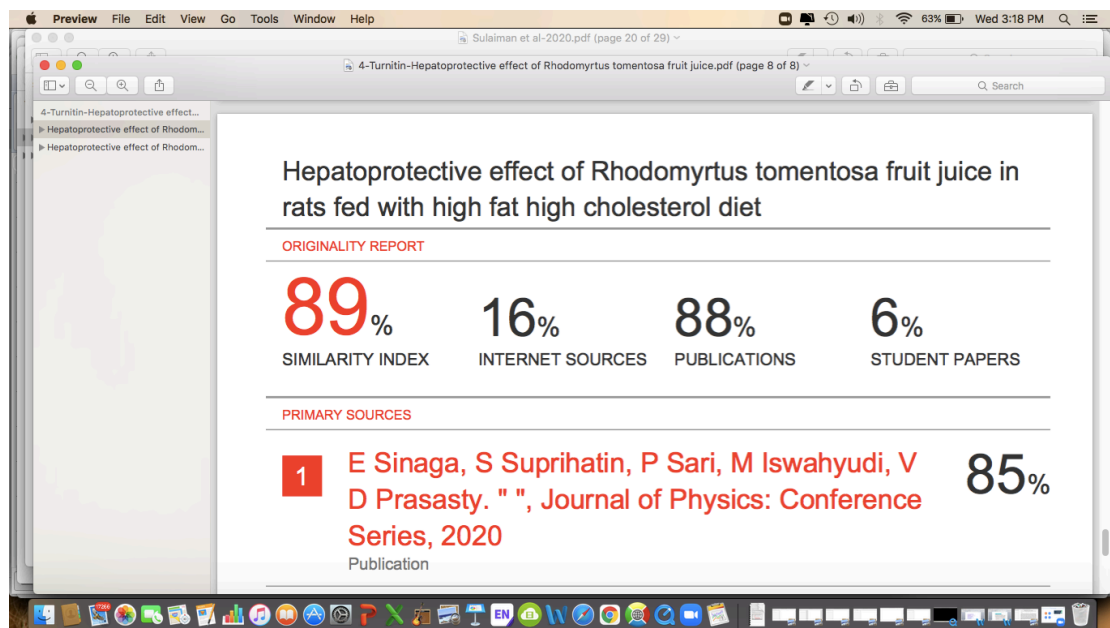 Preview File Edit View Go Tools Window Help 63% Wed 3:18 PM
Sulaiman et al-2020.pdf (page 20 of 29)
4-Turnitin-Hepatoprotective effect of Rhodomyrtus tomentosa fruit juice.pdf (page 8 of 8)
Search
4-Turnitin-Hepatoprotective effect...
Hepatoprotective effect of Rhodom...
Hepatoprotective effect of Rhodom...
Hepatoprotective effect of Rhodomyrtus tomentosa fruit juice in
rats fed with high fat high cholesterol diet
ORIGINALITY REPORT
89% 16% 88% 6%
SIMILARITY INDEX INTERNET SOURCES PUBLICATIONS STUDENT PAPERS
PRIMARY SOURCES
1 E Sinaga, S Suprihatin, P Sari, M Iswahyudi, V 85%
D Prasasty. " ", Journal of Physics: Conference
Series, 2020
Publication
EN